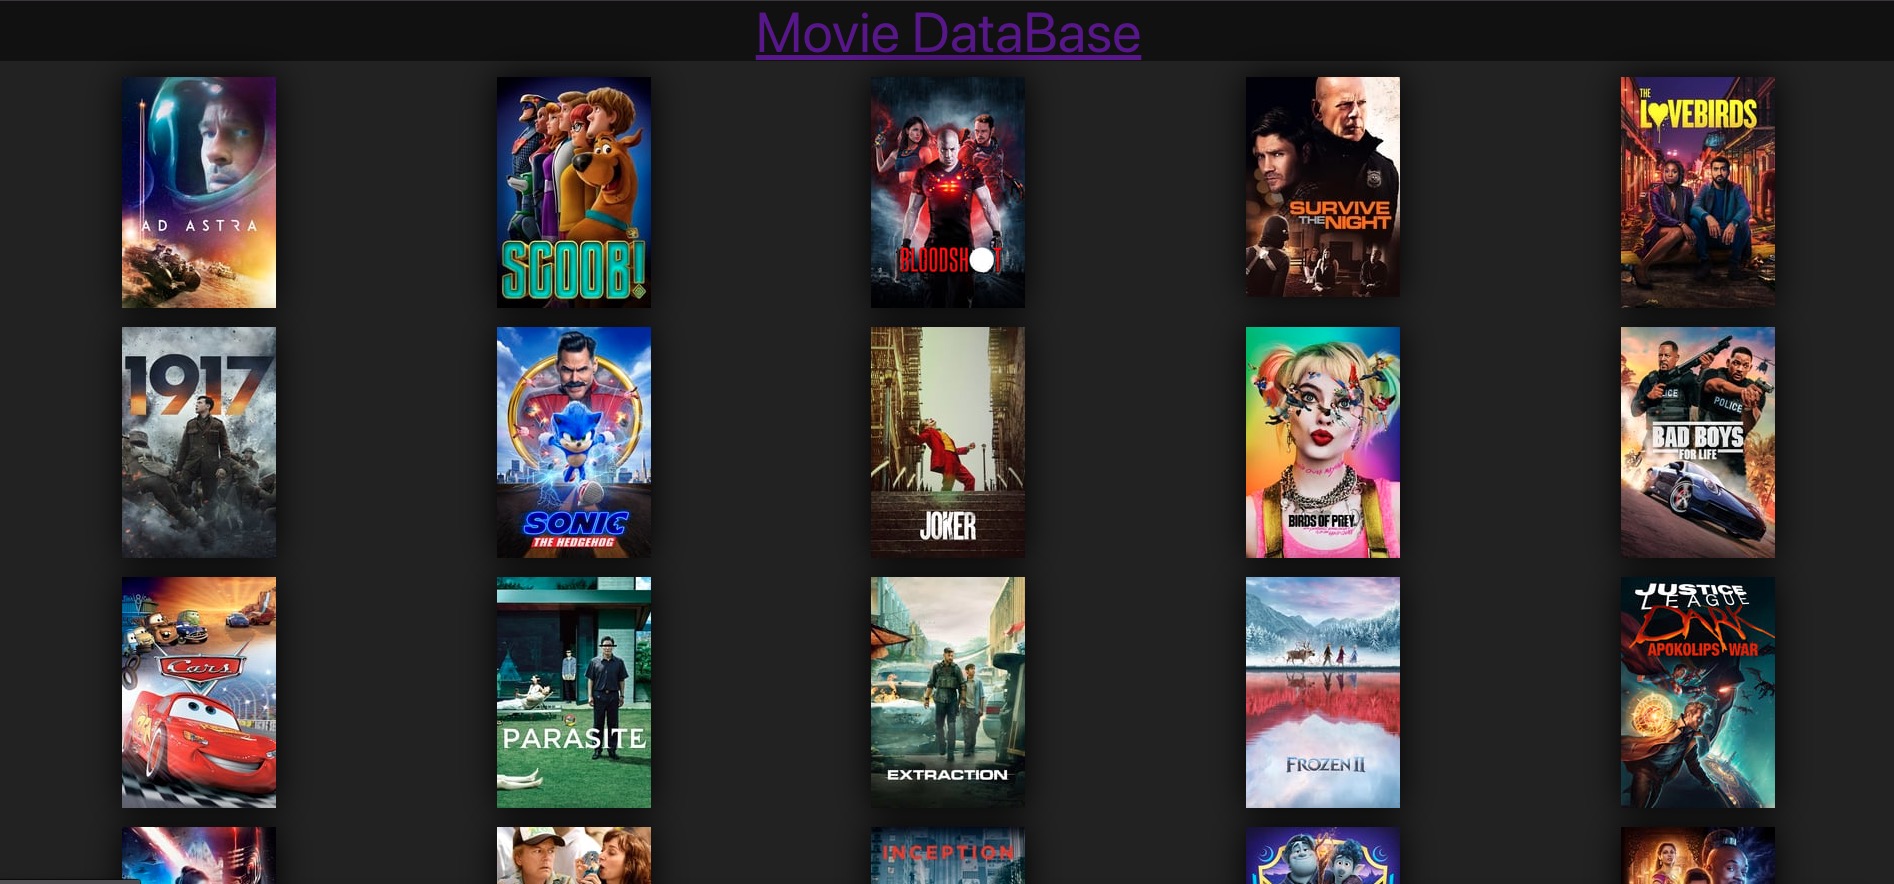 Movie DataBase
AD ASTRA
SCOOB!
BLOODSHOT
SURVIVE
THE NIGHT
THE
LOVEBIRDS
1917
SONIC
THE HEDGEHOG
JOKER
BIRDS OF PREY
POLICE
BAD BOYS
FOR LIFE
Cars
PARASITE
EXTRACTION
FROZEN II
JUSTICE
LEAGUE
DARK
APOKOLIPS WAR
INCEPTION